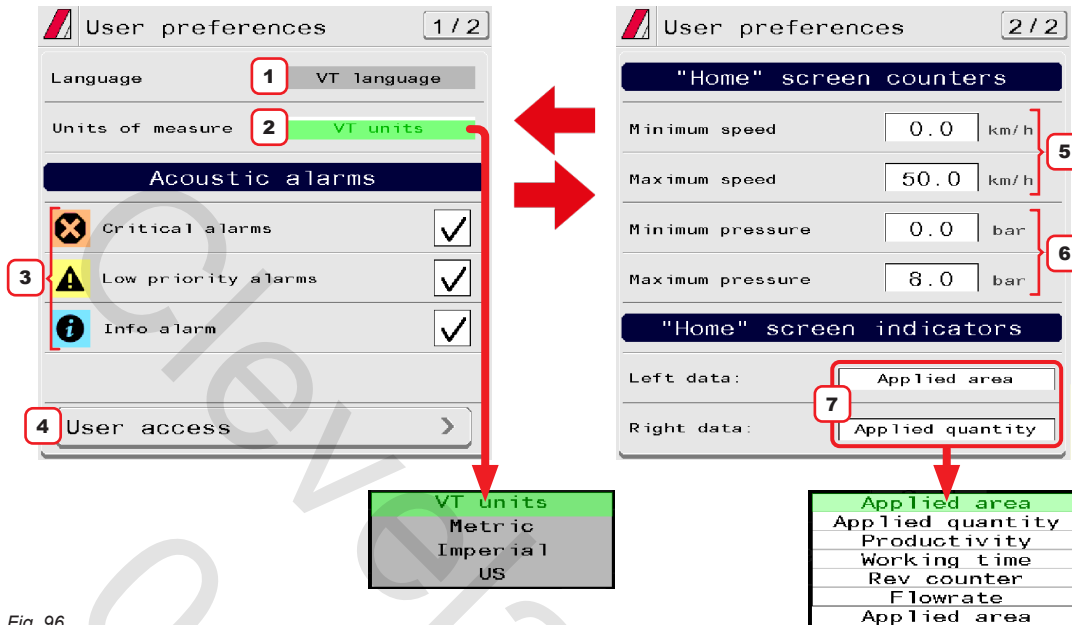 User preferences 1/2
Language 1 VT language
Units of measure 2 VT units
Acoustic alarms
Critical alarms
3 Low priority alarms
Info alarm
4 User access >
VT units
Metric
Imperial
US
User preferences 2/2
"Home" screen counters
Minimum speed 0.0 km/h
5
Maximum speed 50.0 km/h
Minimum pressure 0.0 bar
6
Maximum pressure 8.0 bar
"Home" screen indicators
Left data: Applied area
7
Right data: Applied quantity
Applied area
Applied quantity
Productivity
Working time
Rev counter
Flowrate
Applied area
Fig. 96